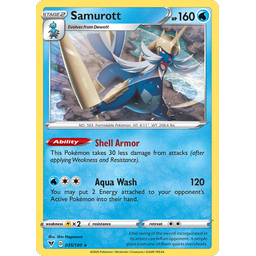 STAGE 2
Samurott
HP 160
Evolves from Dewott
Ability
Shell Armor
This Pokémon takes 30 less damage from attacks (after
applying Weakness and Resistance).
Aqua Wash 120
You may put 2 Energy attached to your opponent's
Active Pokémon into their hand.
weakness ×2 resistance retreat
035/185